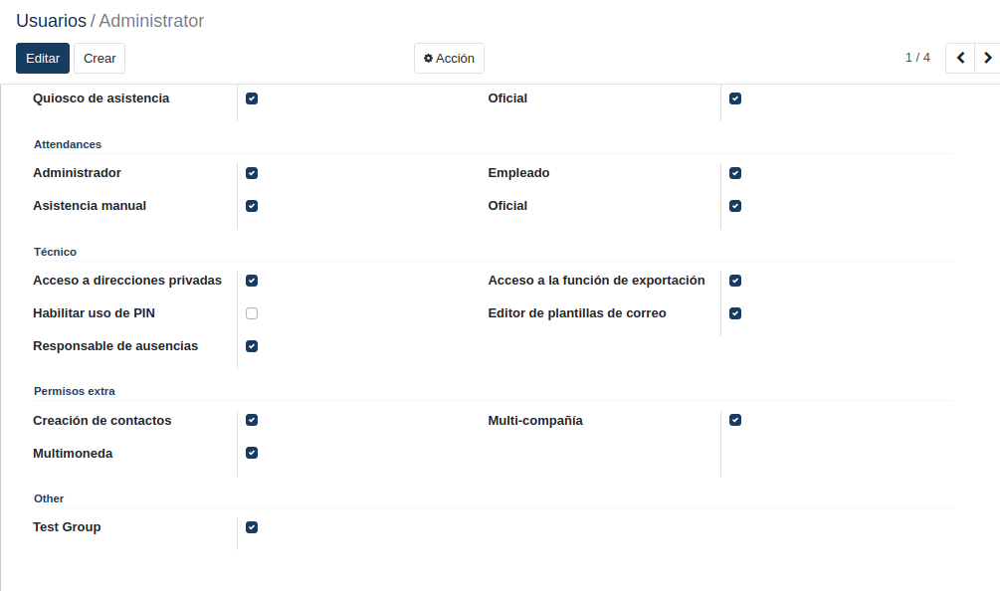 Usuarios / Administrator
Editar Crear Acción 1 / 4
Quiosco de asistencia Oficial
Attendances
Administrador Empleado
Asistencia manual Oficial
Técnico
Acceso a direcciones privadas Acceso a la función de exportación
Habilitar uso de PIN Editor de plantillas de correo
Responsable de ausencias
Permisos extra
Creación de contactos Multi-compañía
Multimoneda
Other
Test Group